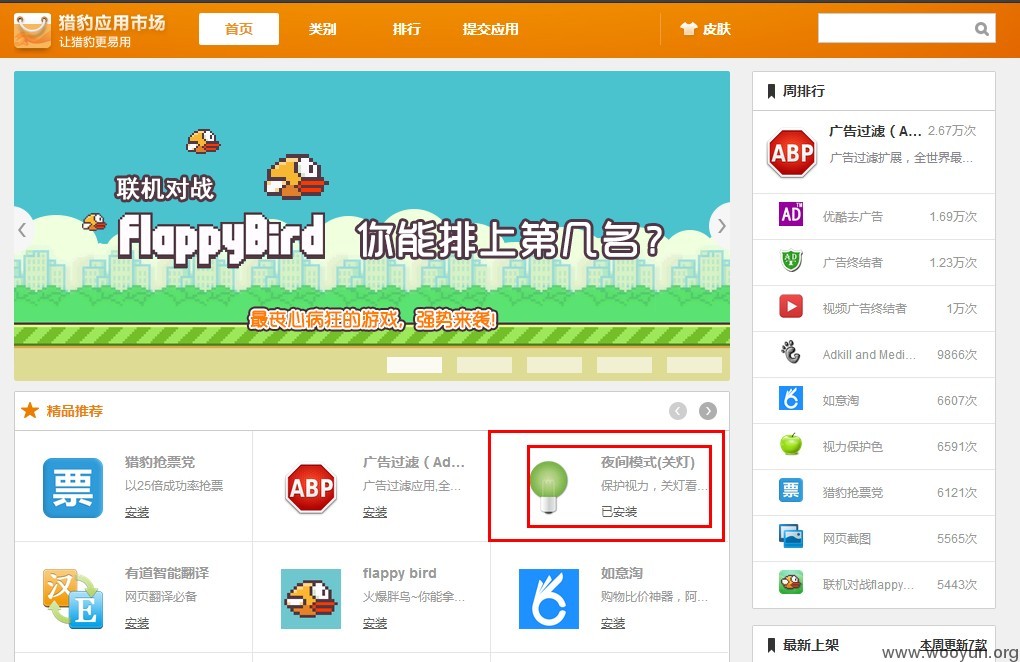 猎豹应用市场
让猎豹更易用
首页 类别 排行 提交应用 皮肤
联机对战
flappyBird 你能排上第几名?
最丧心病狂的游戏，强势来袭!
周排行
ABP 广告过滤（A... 2.67万次
广告过滤扩展，全世界最...
AD 优酷去广告 1.69万次
AD 广告终结者 1.23万次
视频广告终结者 1万次
Adkill and Medi... 9866次
如意淘 6607次
视力保护色 6591次
票 猎豹抢票党 6121次
网页截图 5565次
联机对战flappy... 5443次
精品推荐
票 猎豹抢票党
以25倍成功率抢票
安装
ABP 广告过滤（Ad...
广告过滤应用,全...
安装
夜间模式(关灯)
保护视力，关灯看...
已安装
汉 E 有道智能翻译
网页翻译必备
安装
flappy bird
火爆胖鸟~你能拿...
安装
如意淘
购物比价神器，阿...
安装
最新上架 本周更新7款
www.wooyun.org